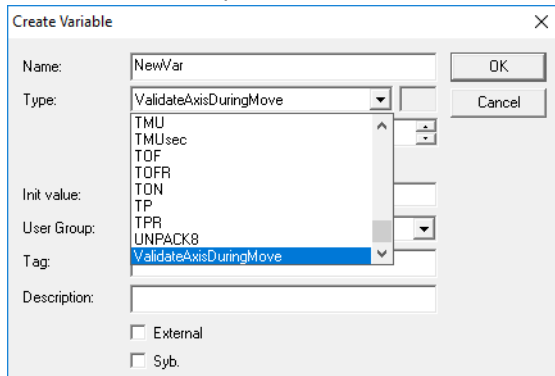 Create Variable
Name: NewVar OK
Type: ValidateAxisDuringMove Cancel
TMU
TMUsec
TOF
TOFR
TON
TP
TPR
UNPACK8
ValidateAxisDuringMove
Init value:
User Group:
Tag:
Description:
External
Syb.